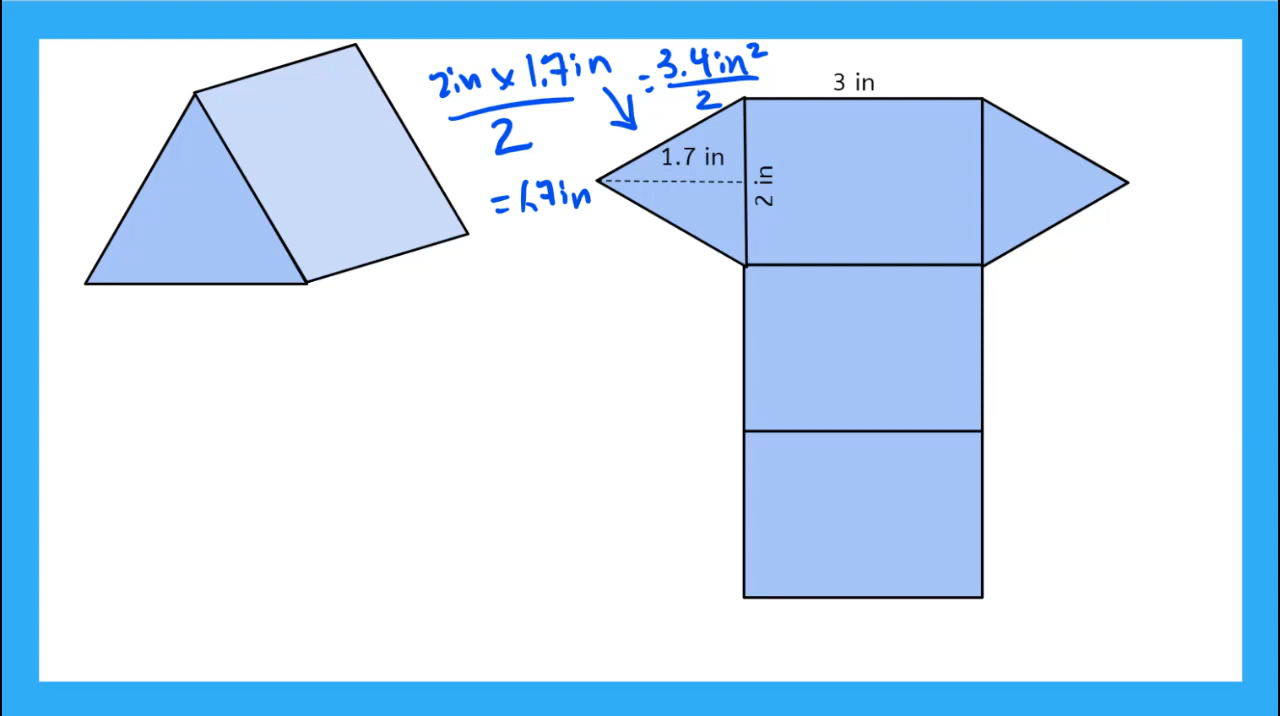 2in x 1.7in = 3.4in²
2 2
= 1.7in
3 in
1.7 in
2 in